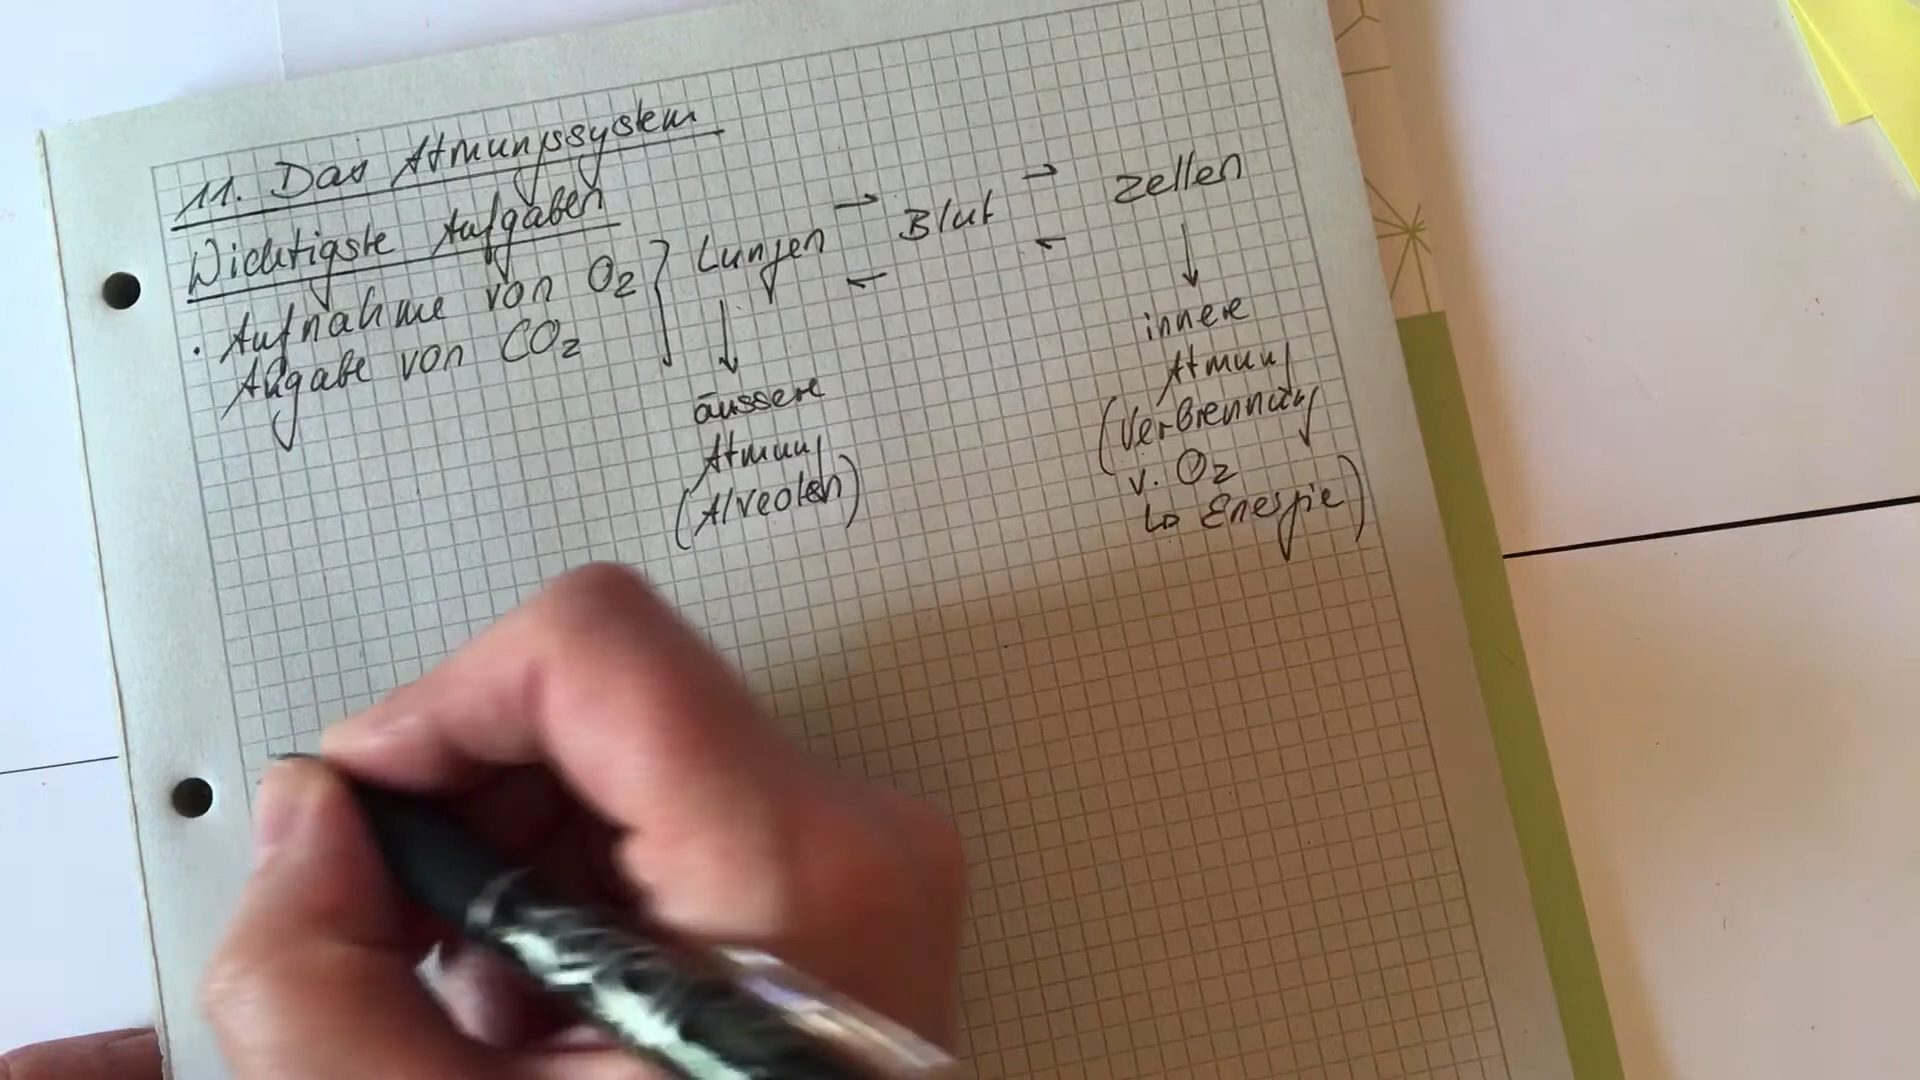 11. Das Atmungssystem
Wichtigste Aufgaben
· Aufnahme von O2
Abgabe von CO2
} Lungen → Blut → Zellen
← ←
↓
äussere
Atmung
(Alveolen)
↓
innere
Atmung
(Verbrennung
v. O2
↳ Energie)